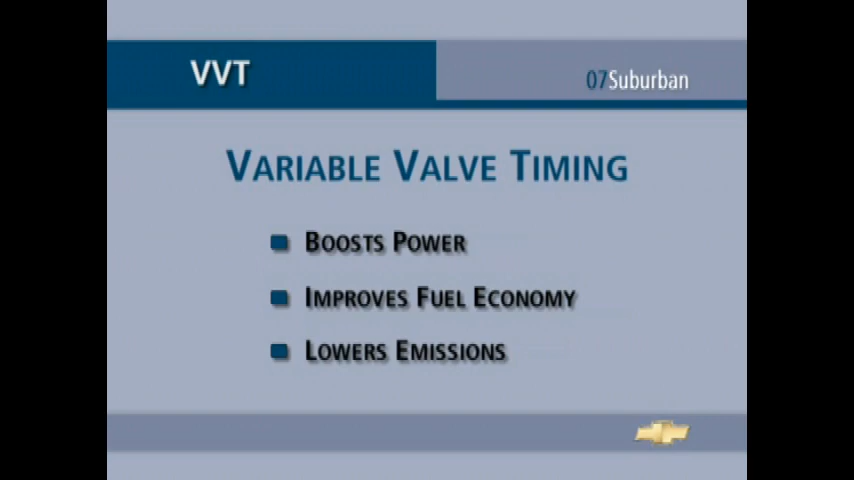 VVT
07Suburban
VARIABLE VALVE TIMING
BOOSTS POWER
IMPROVES FUEL ECONOMY
LOWERS EMISSIONS